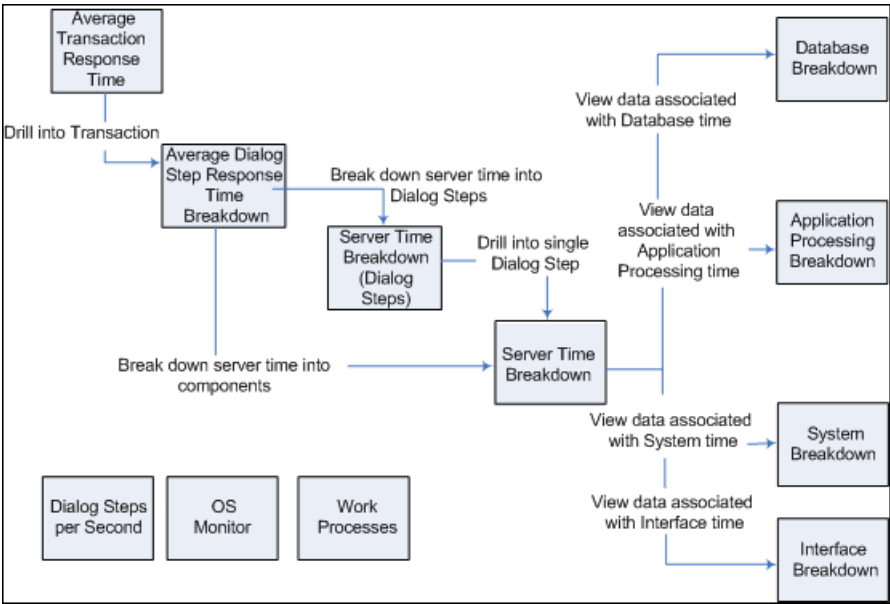 Average
Transaction
Response
Time
Drill into Transaction
Average Dialog
Step Response
Time
Breakdown
Break down server time into
Dialog Steps
Server Time
Breakdown
(Dialog
Steps)
Drill into single
Dialog Step
Break down server time into
components
Server Time
Breakdown
View data associated
with Database time
Database
Breakdown
View data
associated with
Application
Processing time
Application
Processing
Breakdown
View data associated
with System time
System
Breakdown
View data associated
with Interface time
Interface
Breakdown
Dialog Steps
per Second
OS
Monitor
Work
Processes